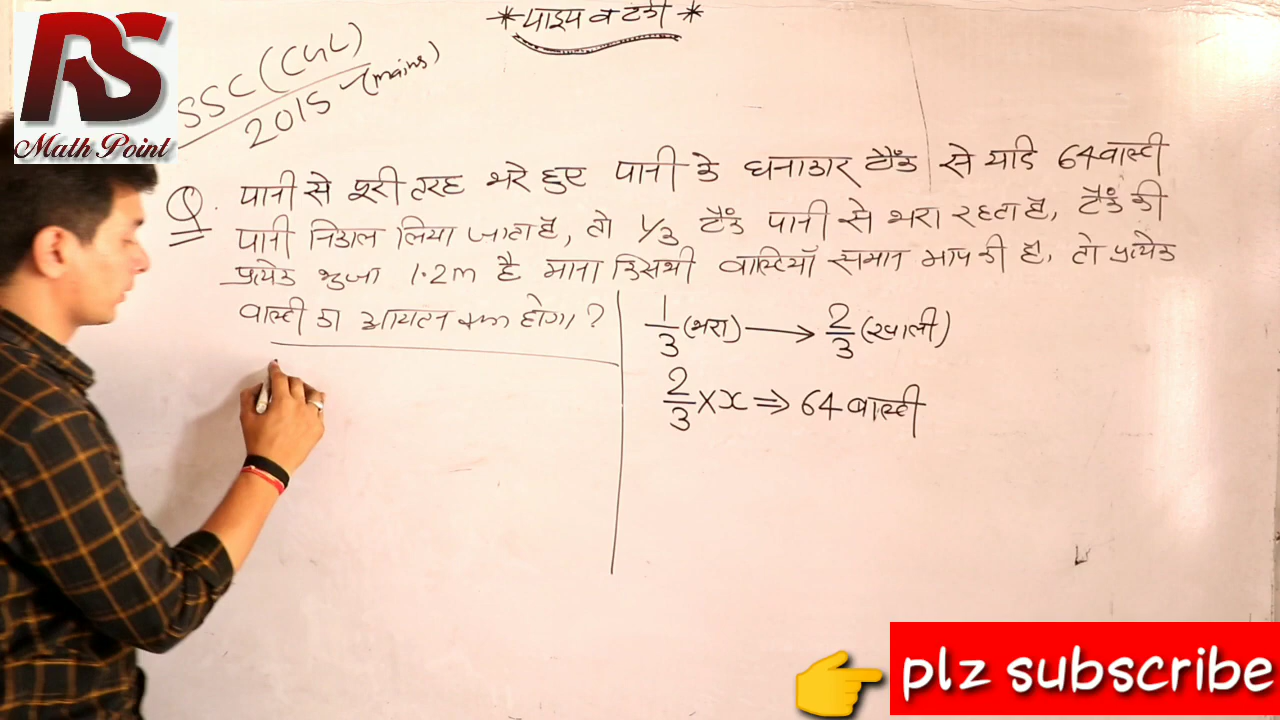 RS
Math Point
*पाइप व टंकी*
SSC (CGL)
2015 (mains)
Q. पानी से पूरी तरह भरे हुए पानी के घनाकार टैंक से यदि 64 वाल्टी
पानी निकाल लिया जाता है, तो 1/3 टैंक पानी से भरा रहता है, टैंक की
प्रत्येक भुजा 1.2m है माना कि सभी वाल्टियाँ समान माप की है, तो प्रत्येक
वाल्टी का आयतन क्या होगा?
1/3 (भरा) → 2/3 (खाली)
2/3 × x ⇒ 64 वाल्टी
plz subscribe